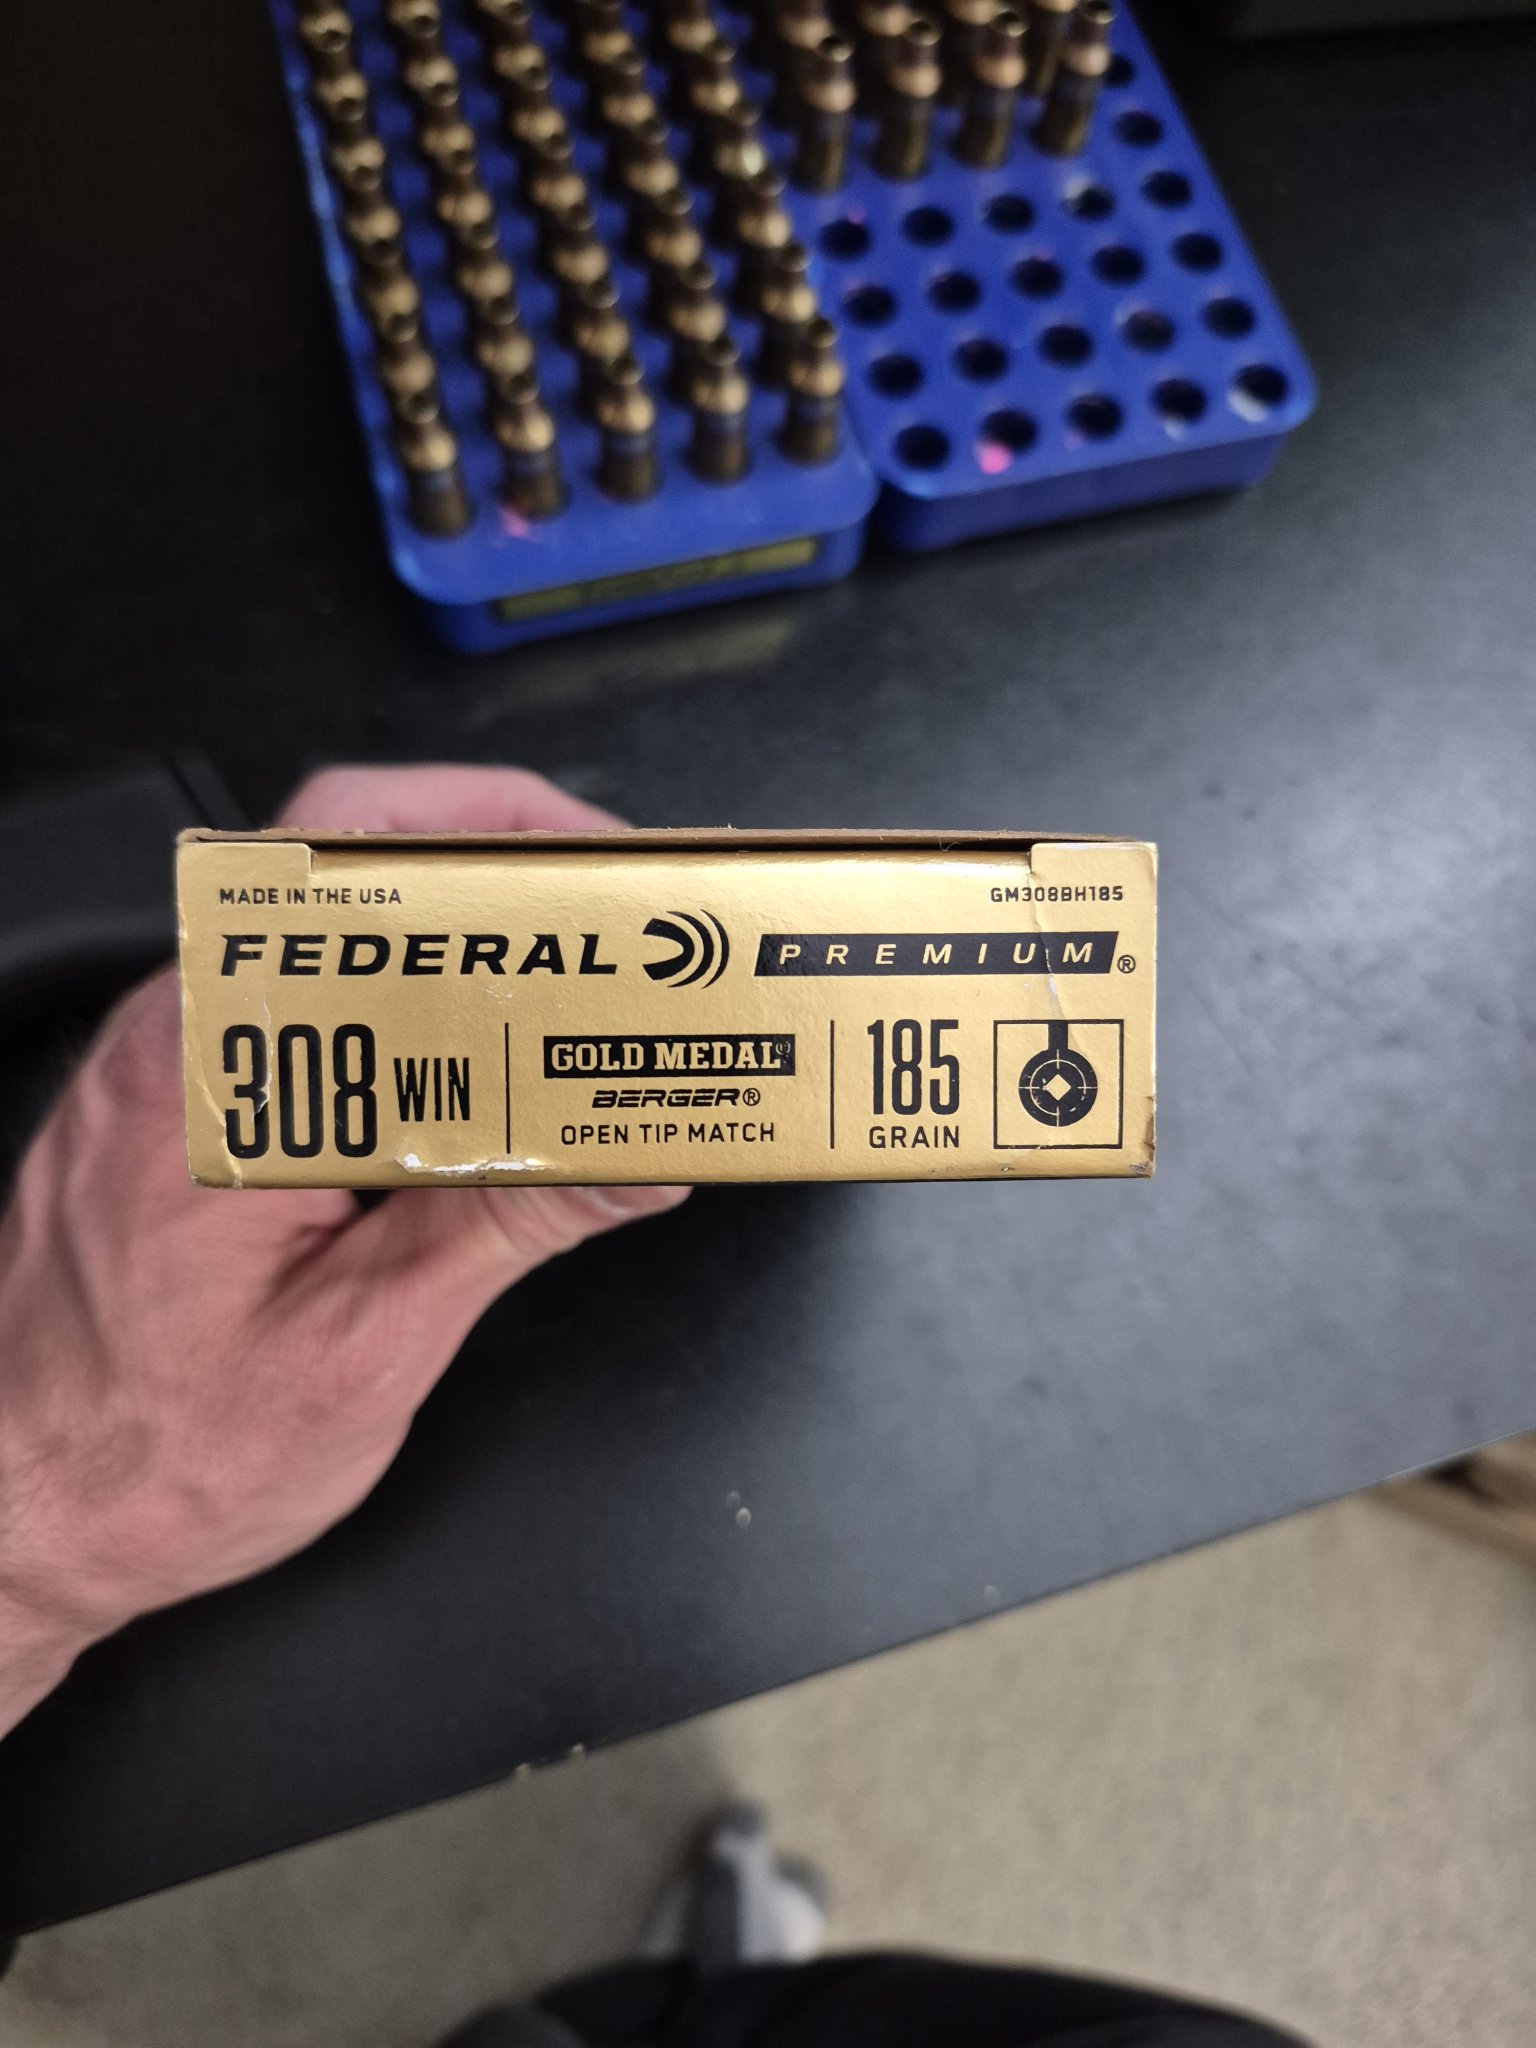 MADE IN THE USA GM308BH185
FEDERAL PREMIUM®
308 WIN
GOLD MEDAL®
BERGER®
OPEN TIP MATCH
185
GRAIN